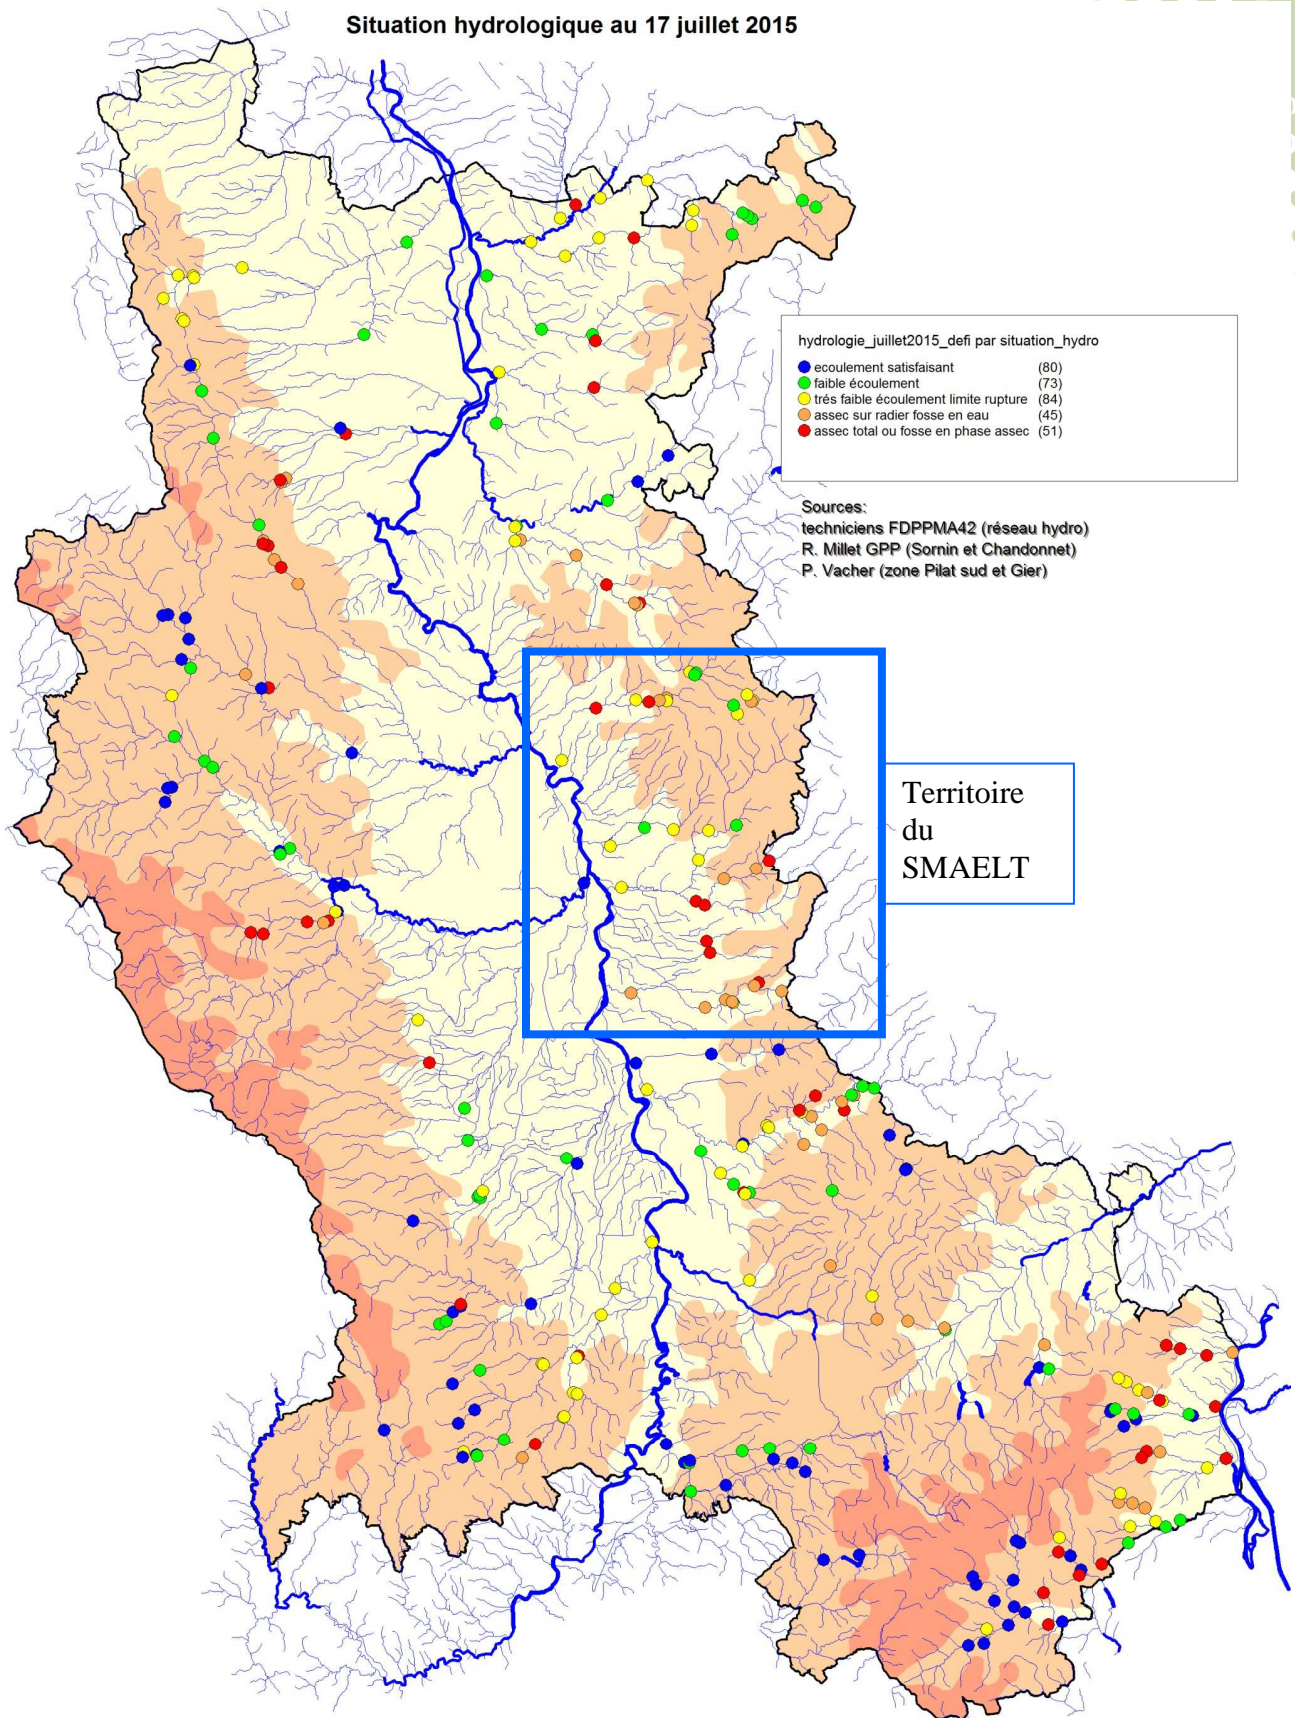 Situation hydrologique au 17 juillet 2015
hydrologie_juillet2015_defi par situation_hydro
ecoulement satisfaisant (80)
faible écoulement (73)
trés faible écoulement limite rupture (84)
assec sur radier fosse en eau (45)
assec total ou fosse en phase assec (51)
Sources:
techniciens FDPPMA42 (réseau hydro)
R. Millet GPP (Sornin et Chandonnet)
P. Vacher (zone Pilat sud et Gier)
Territoire
du
SMAELT